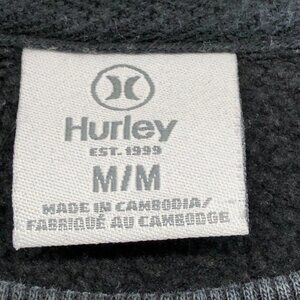 Hurley
EST. 1999
M/M
MADE IN CAMBODIA/
FABRIQUÉ AU CAMBODGE